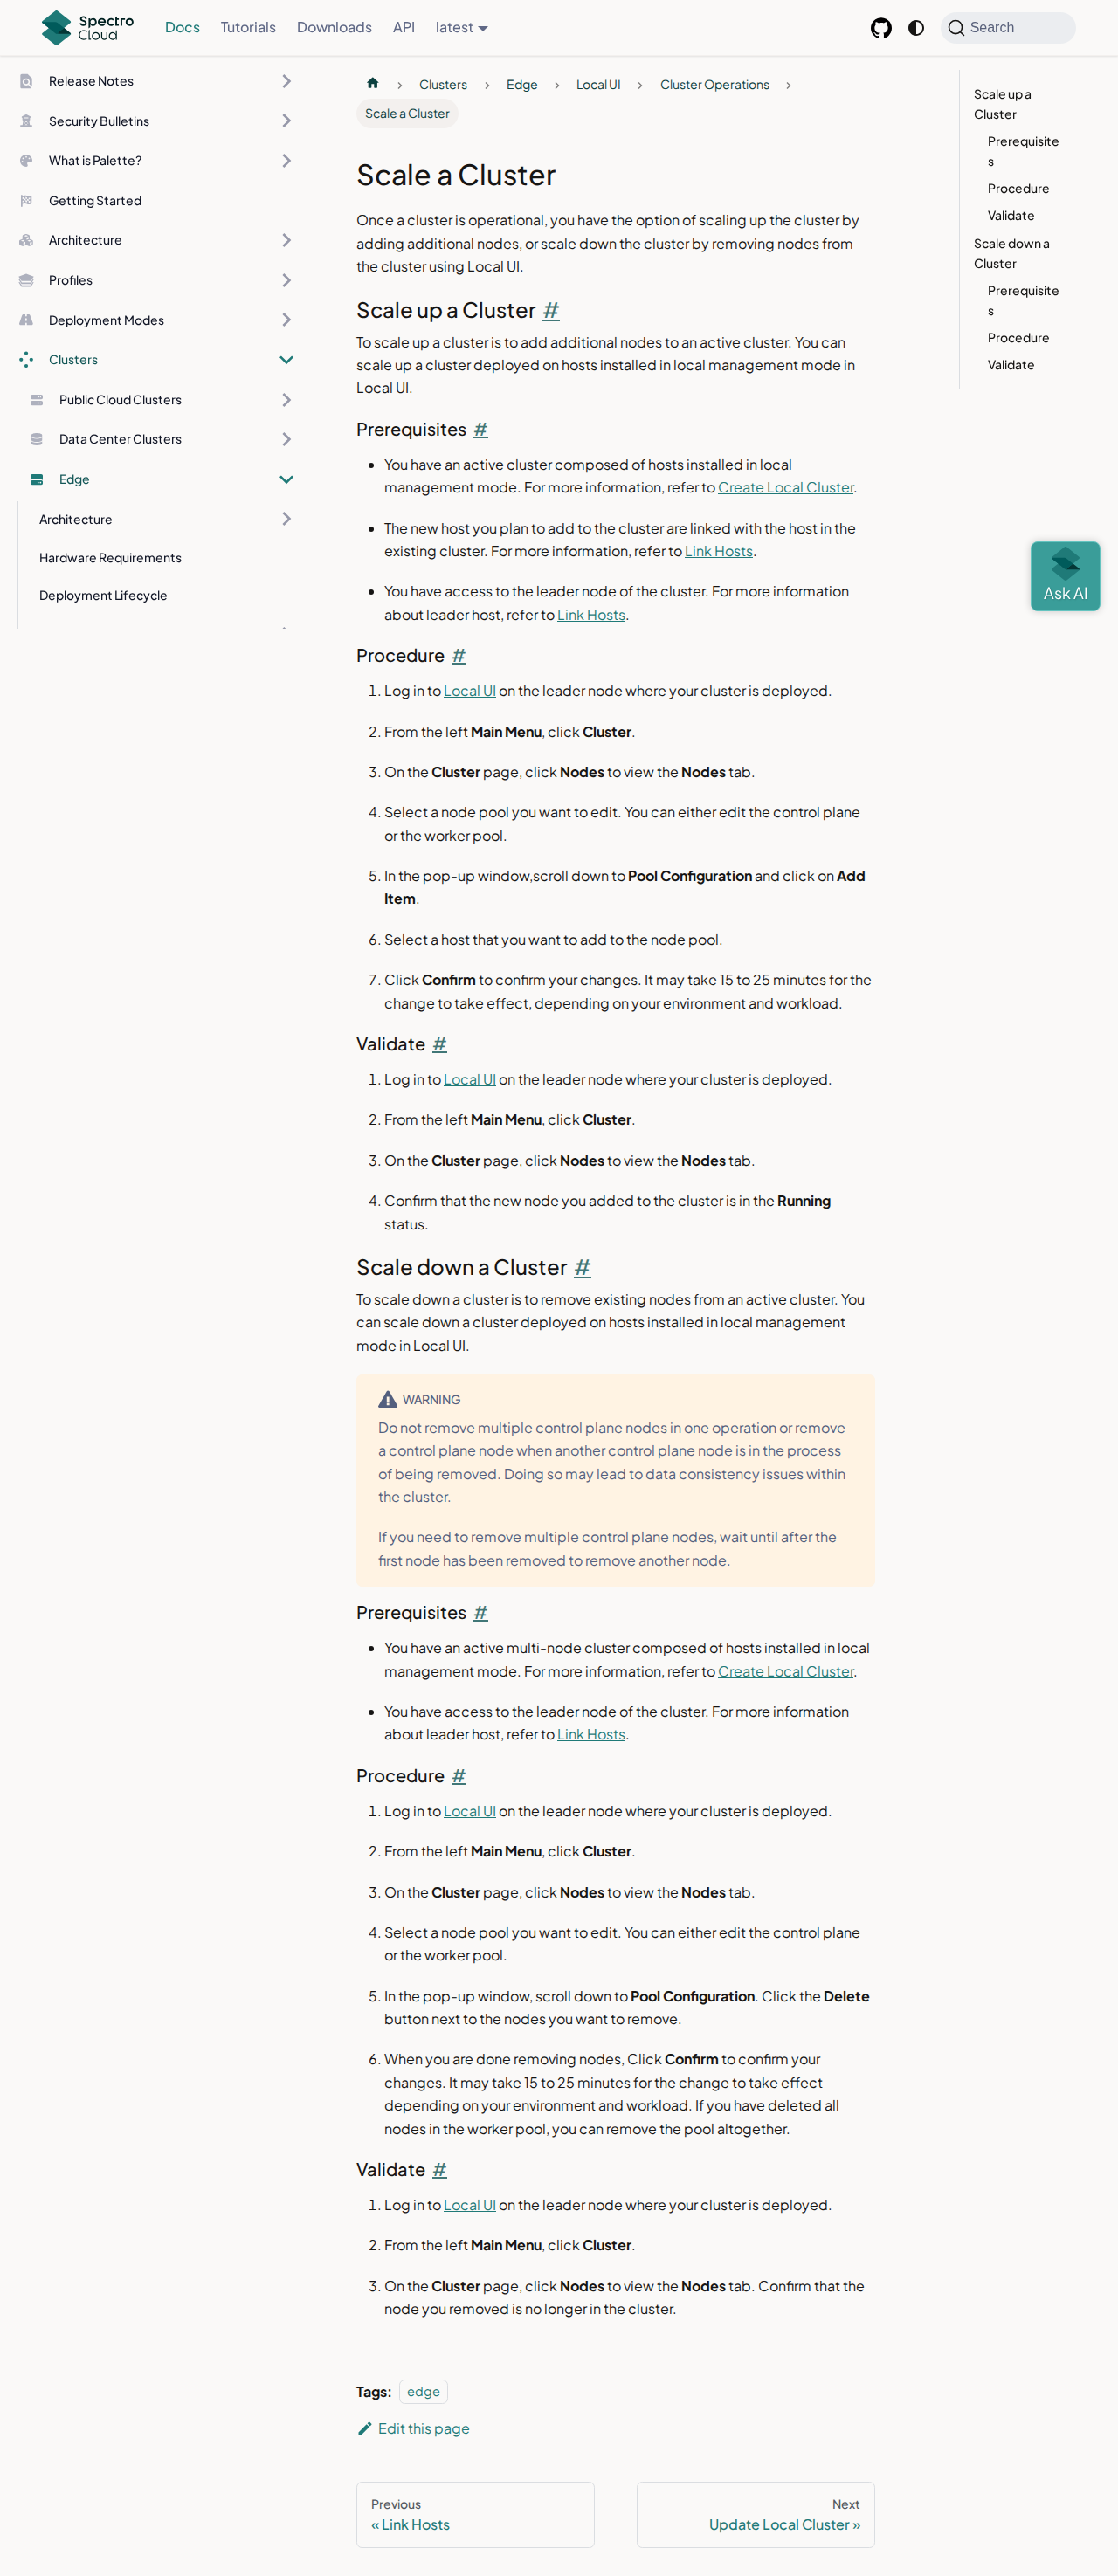 Spectro
Cloud
Docs
Tutorials
Downloads
API
latest
Search
Release Notes
Security Bulletins
What is Palette?
Getting Started
Architecture
Profiles
Deployment Modes
Clusters
Public Cloud Clusters
Data Center Clusters
Edge
Architecture
Hardware Requirements
Deployment Lifecycle
Clusters
Edge
Local UI
Cluster Operations
Scale a Cluster
Scale a Cluster
Once a cluster is operational, you have the option of scaling up the cluster by
adding additional nodes, or scale down the cluster by removing nodes from
the cluster using Local UI.
Scale up a Cluster #
To scale up a cluster is to add additional nodes to an active cluster. You can
scale up a cluster deployed on hosts installed in local management mode in
Local UI.
Prerequisites #
• You have an active cluster composed of hosts installed in local
management mode. For more information, refer to Create Local Cluster.
• The new host you plan to add to the cluster are linked with the host in the
existing cluster. For more information, refer to Link Hosts.
• You have access to the leader node of the cluster. For more information
about leader host, refer to Link Hosts.
Procedure #
1. Log in to Local UI on the leader node where your cluster is deployed.
2. From the left Main Menu, click Cluster.
3. On the Cluster page, click Nodes to view the Nodes tab.
4. Select a node pool you want to edit. You can either edit the control plane
or the worker pool.
5. In the pop-up window,scroll down to Pool Configuration and click on Add
Item.
6. Select a host that you want to add to the node pool.
7. Click Confirm to confirm your changes. It may take 15 to 25 minutes for the
change to take effect, depending on your environment and workload.
Validate #
1. Log in to Local UI on the leader node where your cluster is deployed.
2. From the left Main Menu, click Cluster.
3. On the Cluster page, click Nodes to view the Nodes tab.
4. Confirm that the new node you added to the cluster is in the Running
status.
Scale down a Cluster #
To scale down a cluster is to remove existing nodes from an active cluster. You
can scale down a cluster deployed on hosts installed in local management
mode in Local UI.
WARNING
Do not remove multiple control plane nodes in one operation or remove
a control plane node when another control plane node is in the process
of being removed. Doing so may lead to data consistency issues within
the cluster.
If you need to remove multiple control plane nodes, wait until after the
first node has been removed to remove another node.
Prerequisites #
• You have an active multi-node cluster composed of hosts installed in local
management mode. For more information, refer to Create Local Cluster.
• You have access to the leader node of the cluster. For more information
about leader host, refer to Link Hosts.
Procedure #
1. Log in to Local UI on the leader node where your cluster is deployed.
2. From the left Main Menu, click Cluster.
3. On the Cluster page, click Nodes to view the Nodes tab.
4. Select a node pool you want to edit. You can either edit the control plane
or the worker pool.
5. In the pop-up window, scroll down to Pool Configuration. Click the Delete
button next to the nodes you want to remove.
6. When you are done removing nodes, Click Confirm to confirm your
changes. It may take 15 to 25 minutes for the change to take effect
depending on your environment and workload. If you have deleted all
nodes in the worker pool, you can remove the pool altogether.
Validate #
1. Log in to Local UI on the leader node where your cluster is deployed.
2. From the left Main Menu, click Cluster.
3. On the Cluster page, click Nodes to view the Nodes tab. Confirm that the
node you removed is no longer in the cluster.
Tags: edge
Edit this page
Previous
« Link Hosts
Next
Update Local Cluster »
Scale up a
Cluster
Prerequisite
s
Procedure
Validate
Scale down a
Cluster
Prerequisite
s
Procedure
Validate
Ask AI